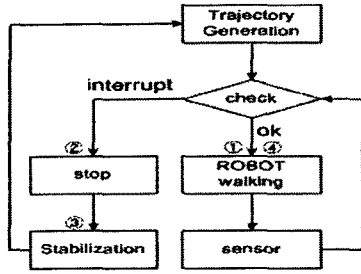 Trajectory
Generation
interrupt
check
ok
② ① ④
stop
ROBOT
walking
③
Stabilization
sensor